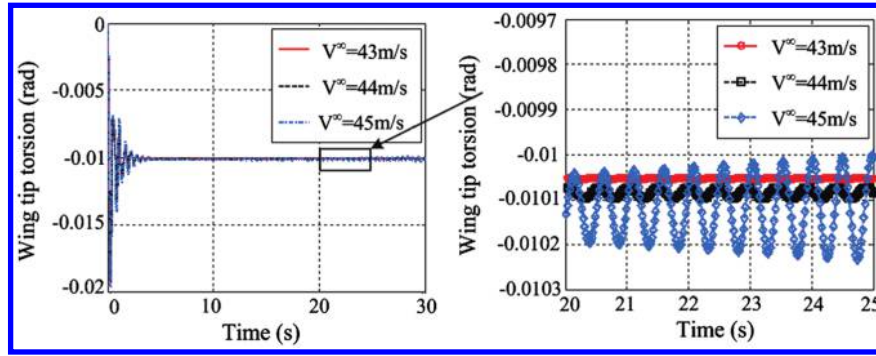 0
-0.005
-0.01
-0.015
-0.02
0
10
20
30
Wing tip torsion (rad)
Time (s)
V∞=43m/s
V∞=44m/s
V∞=45m/s
-0.0097
-0.0098
-0.0099
-0.01
-0.0101
-0.0102
-0.0103
20
21
22
23
24
25
Wing tip torsion (rad)
Time (s)
V∞=43m/s
V∞=44m/s
V∞=45m/s